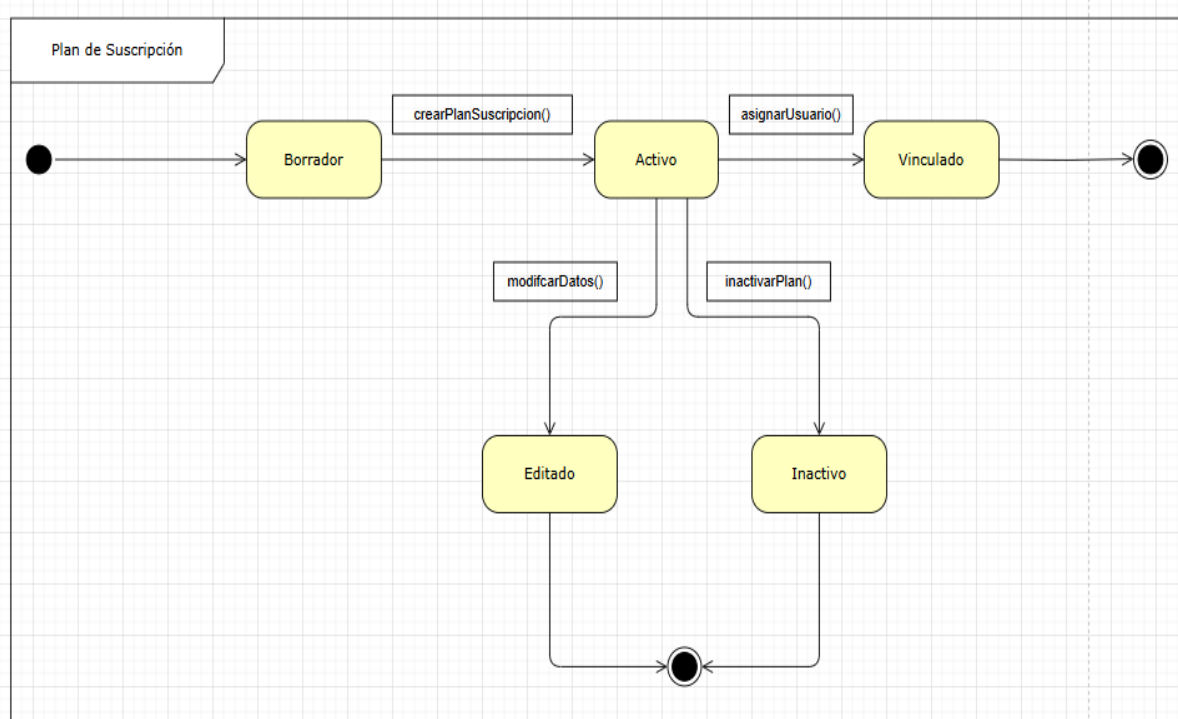 Plan de Suscripción
crearPlanSuscripcion()
asignarUsuario()
Borrador
Activo
Vinculado
modifcarDatos()
inactivarPlan()
Editado
Inactivo